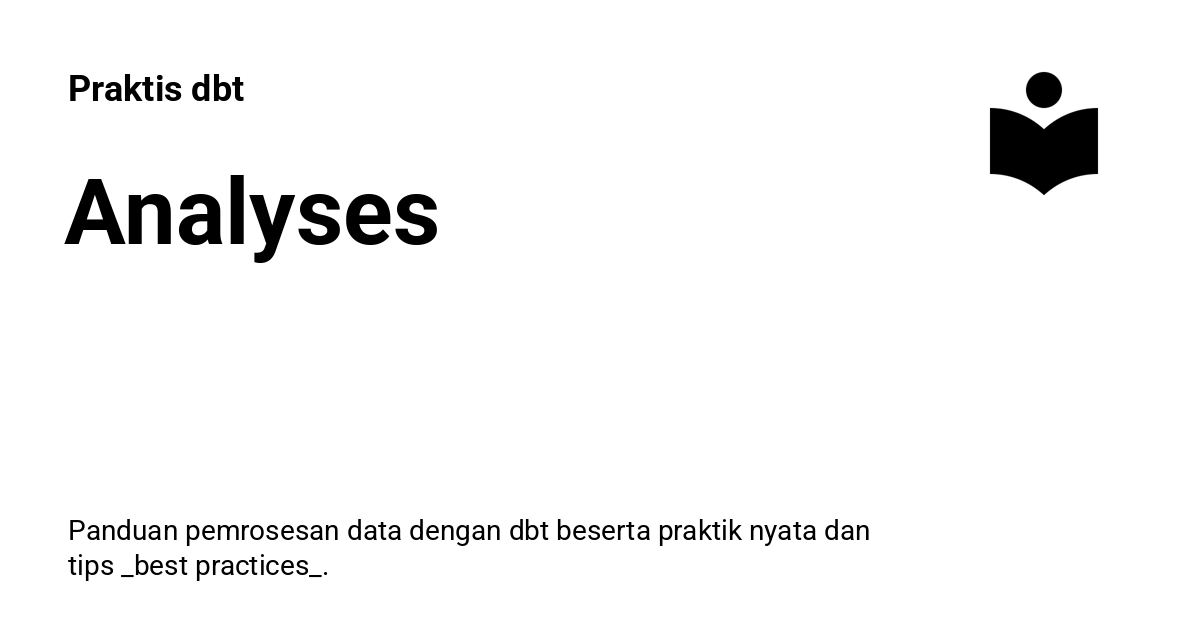 Praktis dbt
Analyses
Panduan pemrosesan data dengan dbt beserta praktik nyata dan
tips _best practices_.